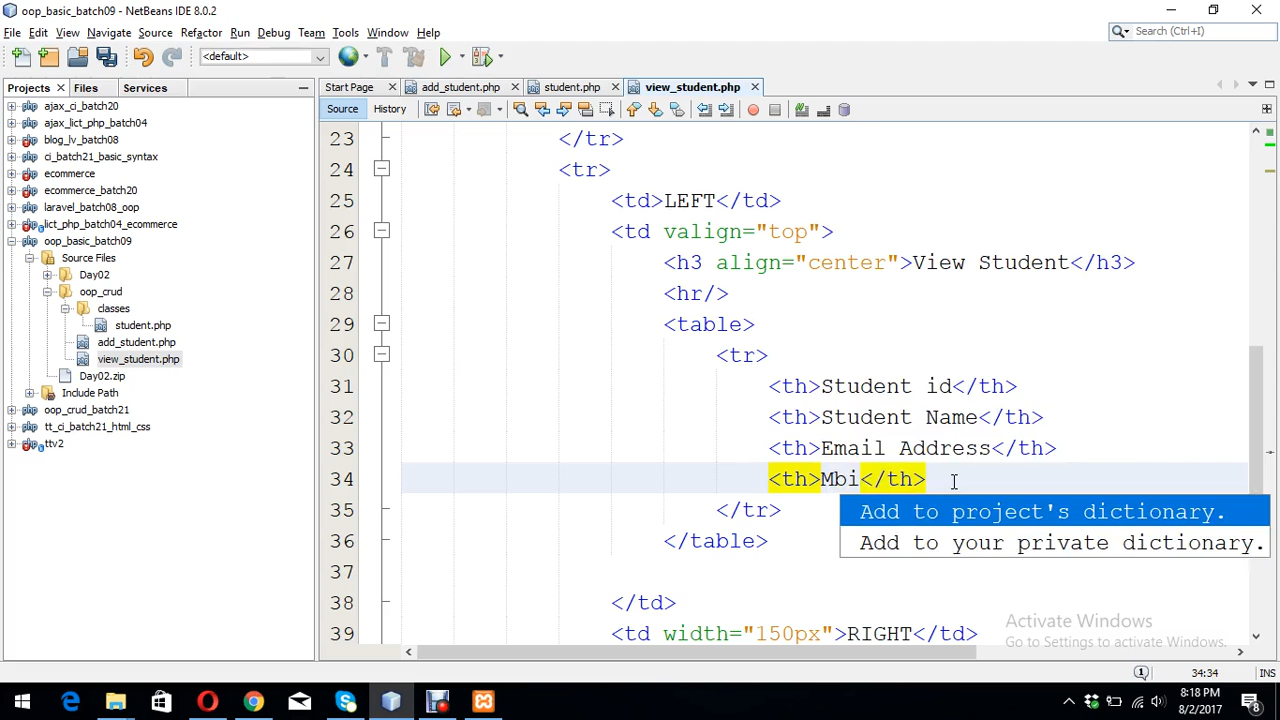 oop_basic_batch09 - NetBeans IDE 8.0.2
File Edit View Navigate Source Refactor Run Debug Team Tools Window Help
Search (Ctrl+I)
<default>
Projects Files Services
Start Page add_student.php student.php view_student.php
Source History
ajax_ci_batch20
ajax_lict_php_batch04
blog_lv_batch08
ci_batch21_basic_syntax
ecommerce
ecommerce_batch20
laravel_batch08_oop
lict_php_batch04_ecommerce
oop_basic_batch09
Source Files
Day02
oop_crud
classes
student.php
add_student.php
view_student.php
Day02.zip
Include Path
oop_crud_batch21
tt_ci_batch21_html_css
ttv2
23 </tr>
24 <tr>
25 <td>LEFT</td>
26 <td valign="top">
27 <h3 align="center">View Student</h3>
28 <hr/>
29 <table>
30 <tr>
31 <th>Student id</th>
32 <th>Student Name</th>
33 <th>Email Address</th>
34 <th>Mbi</th>
35 </tr>
36 </table>
37
38 </td>
39 <td width="150px">RIGHT</td>
Add to project's dictionary.
Add to your private dictionary.
Activate Windows
Go to Settings to activate Windows.
1 34:34 INS
8:18 PM
8/2/2017
8